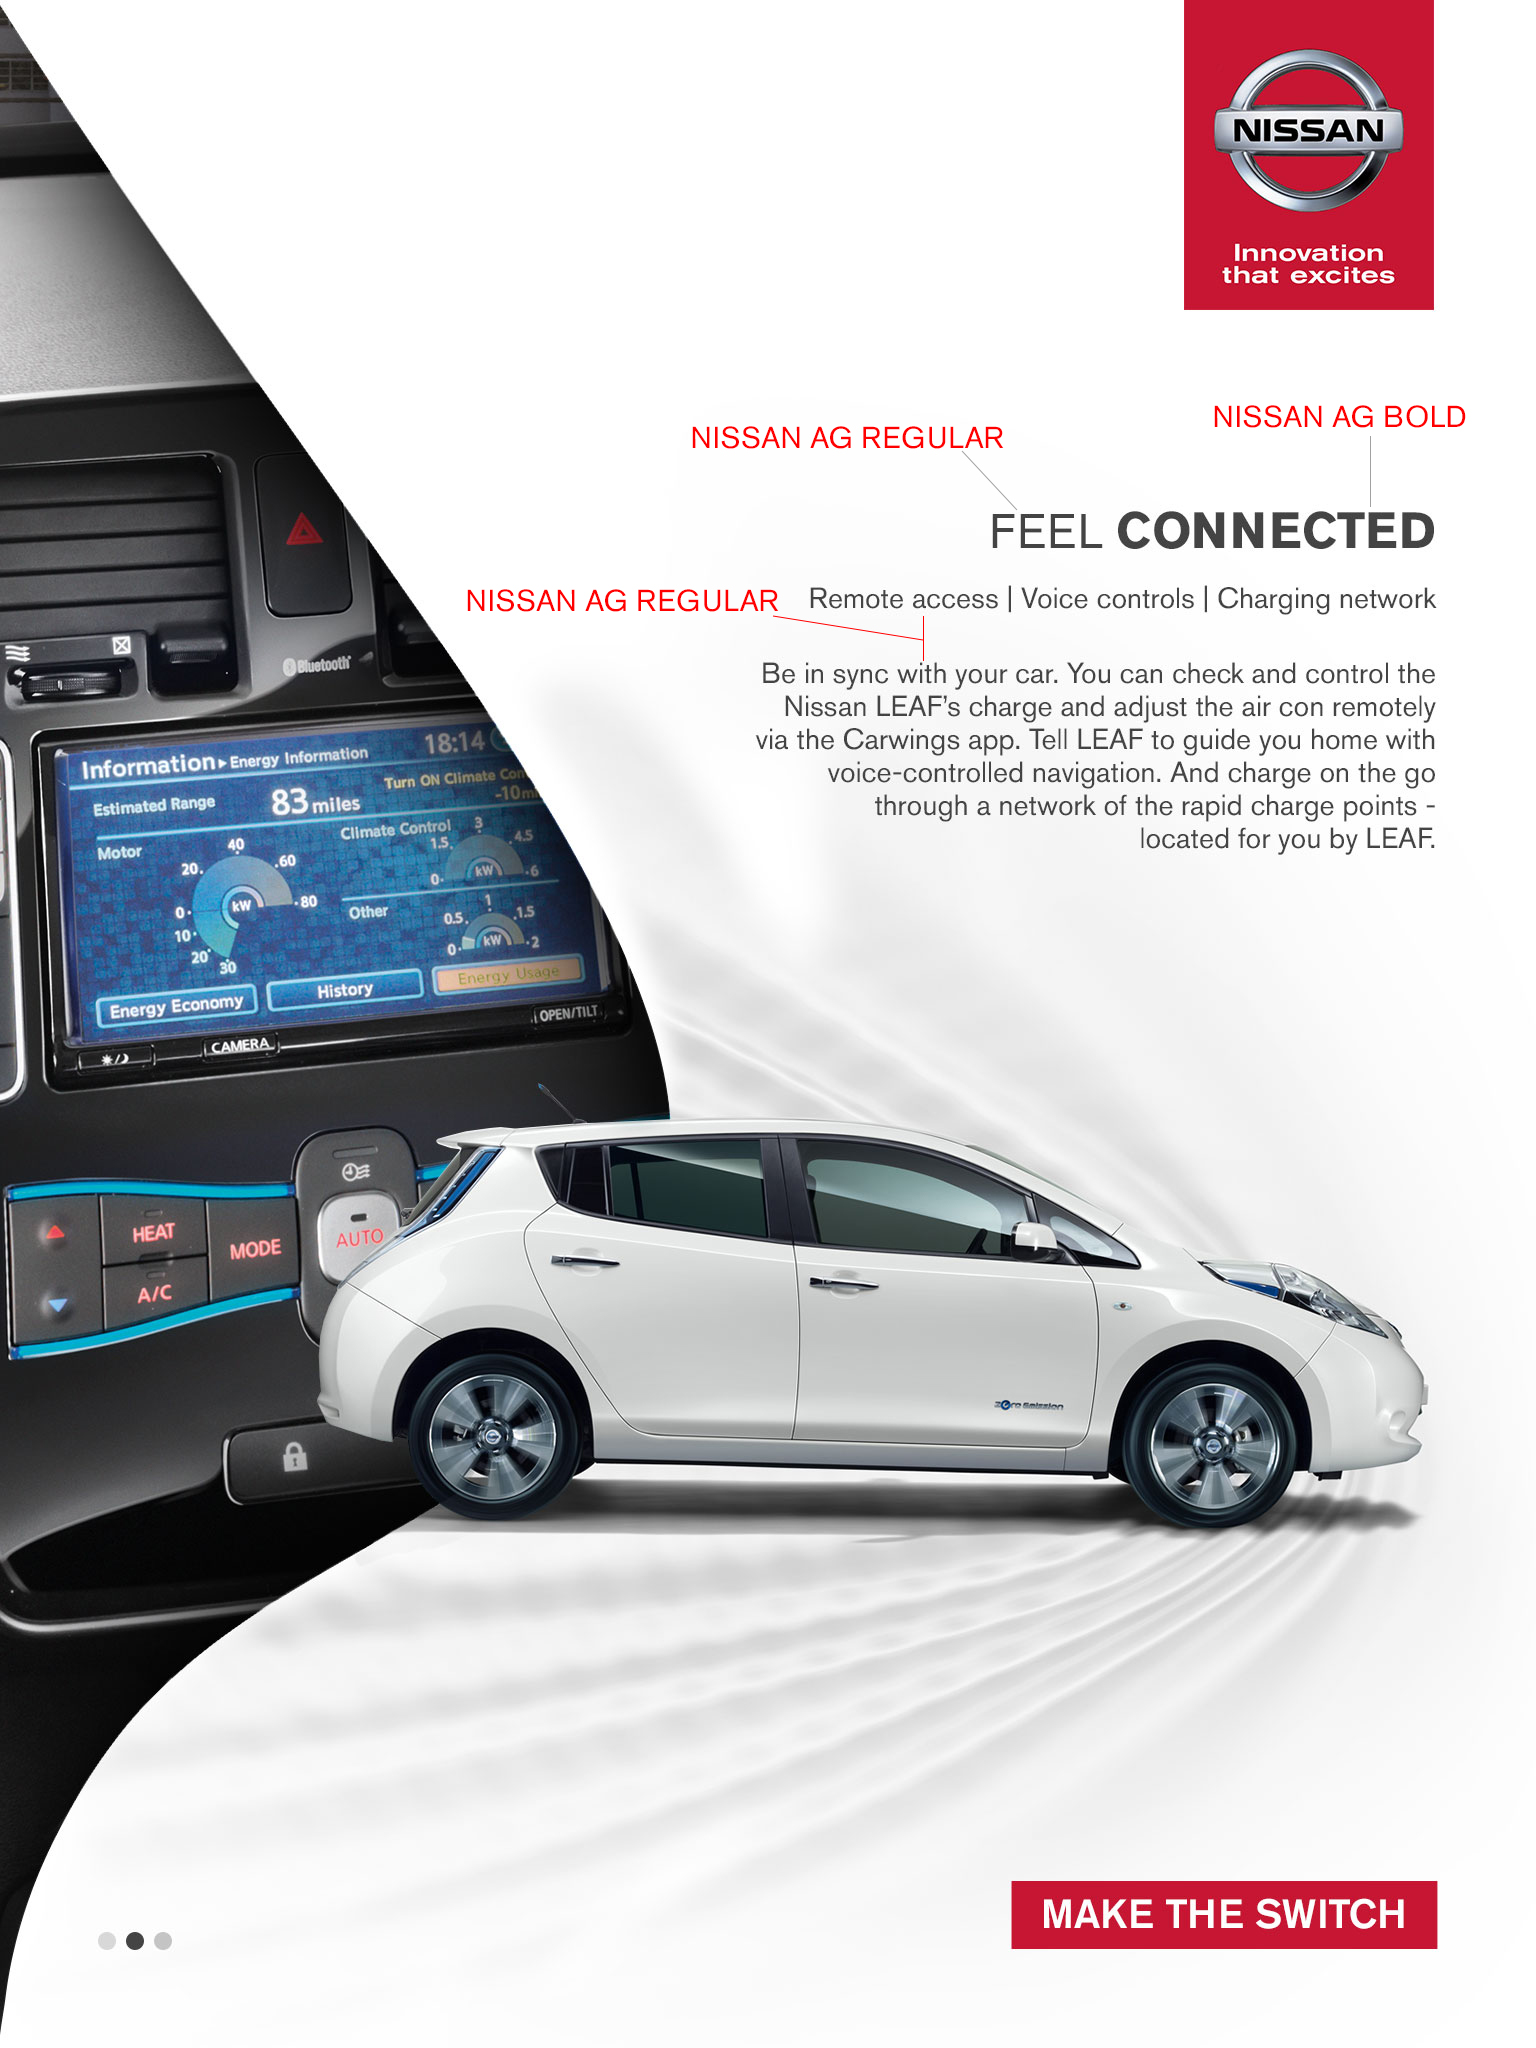 NISSAN
Innovation
that excites
NISSAN AG BOLD
NISSAN AG REGULAR
FEEL CONNECTED
NISSAN AG REGULAR
Remote access | Voice controls | Charging network
Be in sync with your car. You can check and control the
Nissan LEAF’s charge and adjust the air con remotely
via the Carwings app. Tell LEAF to guide you home with
voice-controlled navigation. And charge on the go
through a network of the rapid charge points -
located for you by LEAF.
Bluetooth
18:14
Information ▸ Energy Information
Turn ON Climate
Estimated Range 83 miles
-10
Motor
Climate Control
40
20. .60
0. .80
10.
20
30
kW
3
1.5. .4.5
0. .6
kW
Other
1
0.5. .1.5
0. .2
kW
Energy Economy
History
Energy Usage
CAMERA
OPEN/TILT
HEAT
A/C
MODE
AUTO
zero emission
MAKE THE SWITCH